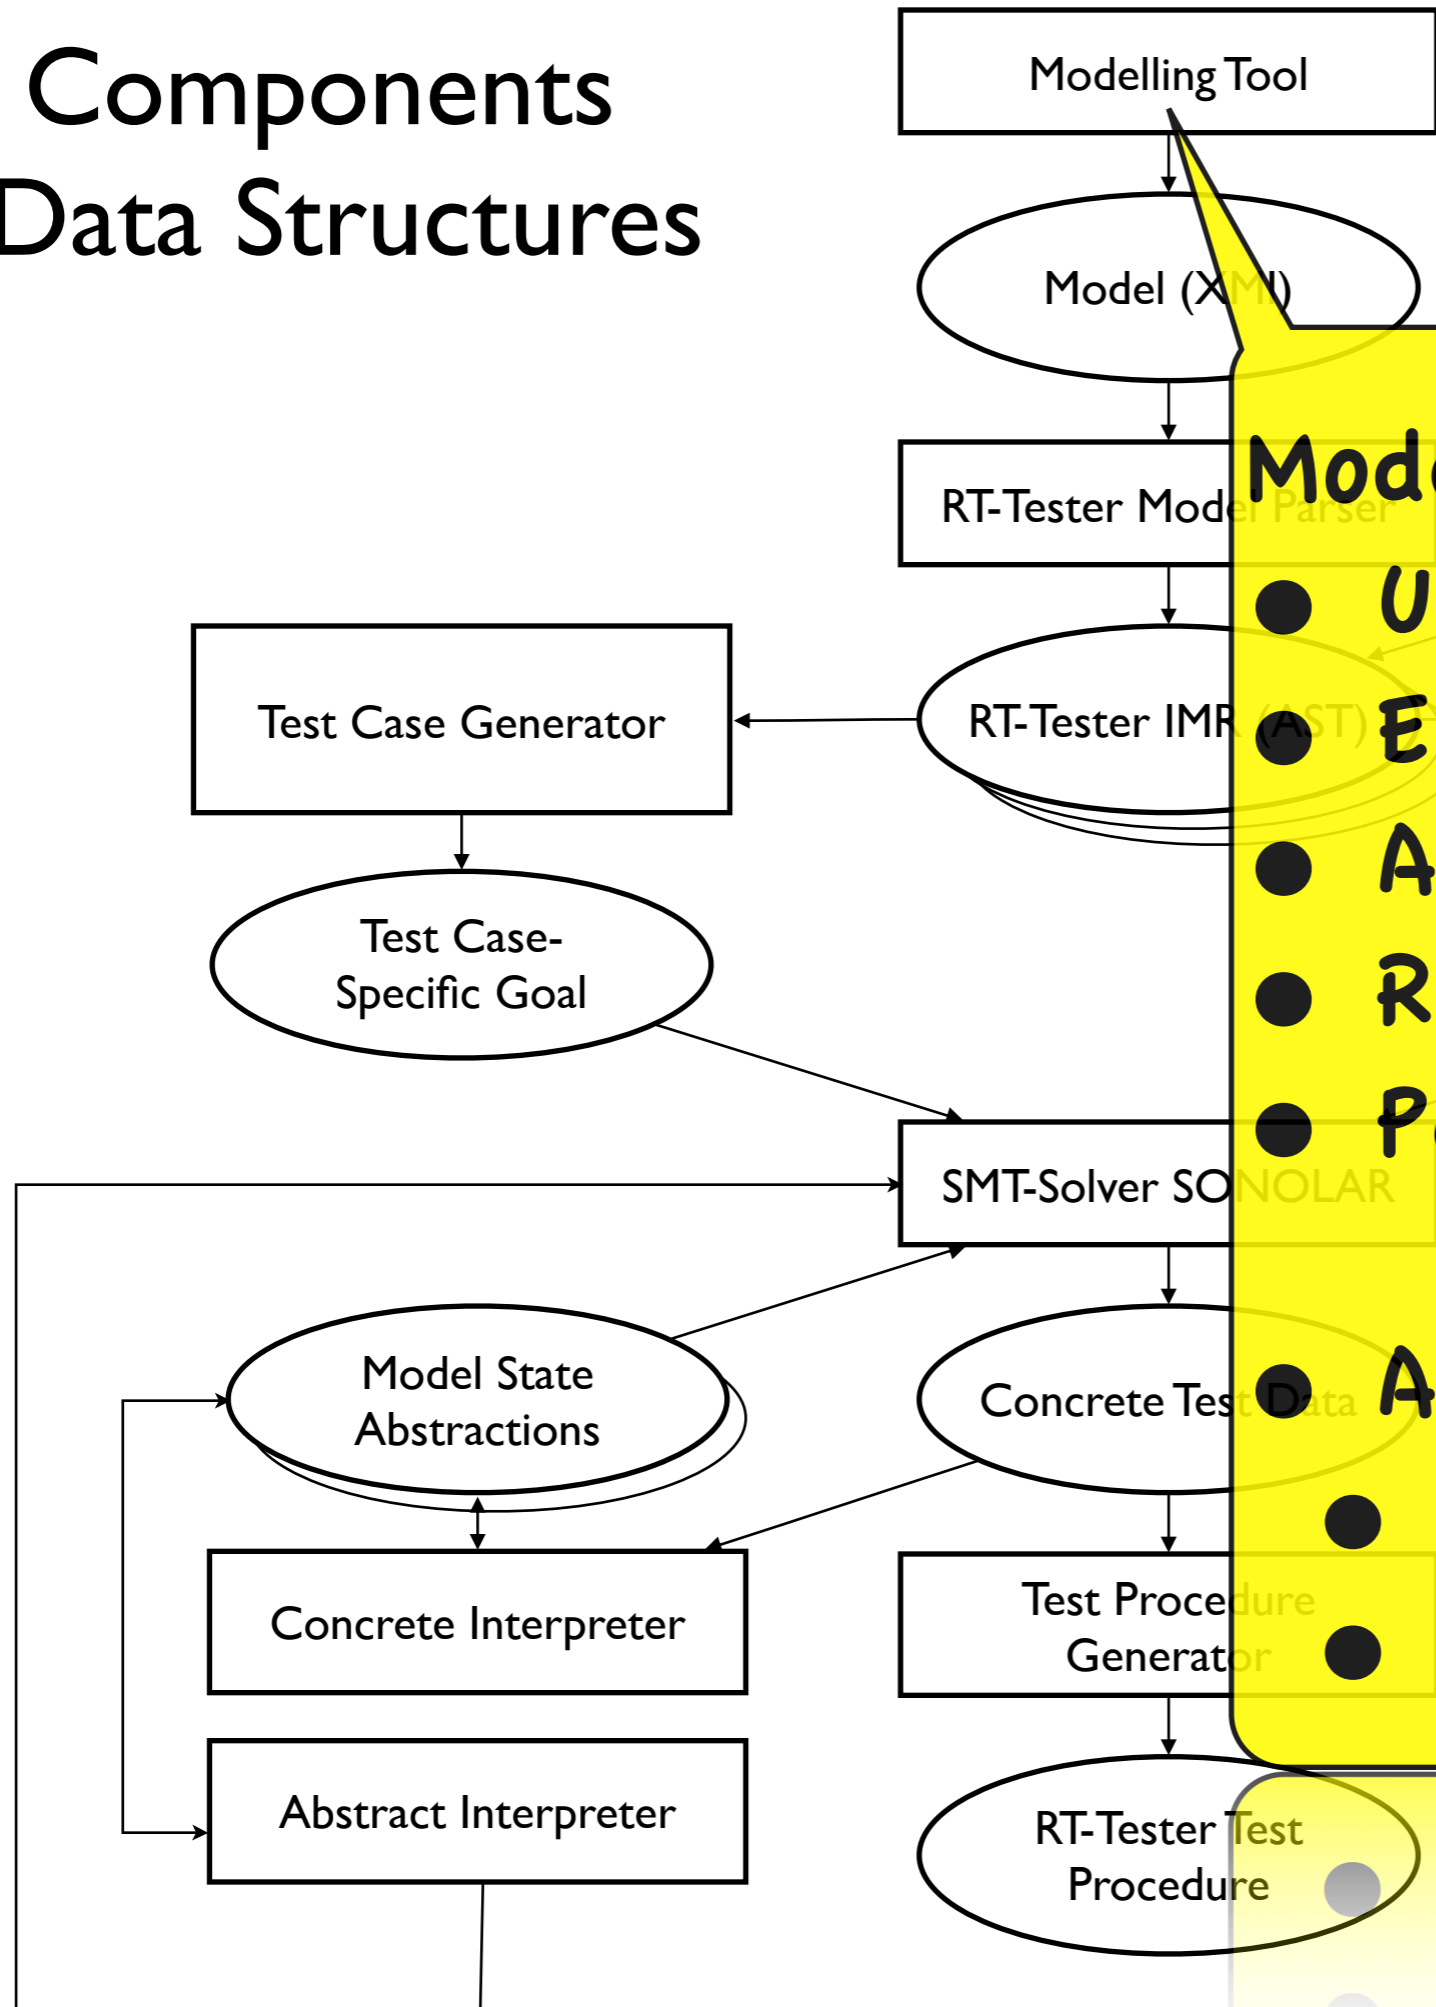 Components
Data Structures
Modelling Tool
Model (XMI)
RT-Tester Model Parser
RT-Tester IMR (AST)
Test Case Generator
Test Case-
Specific Goal
SMT-Solver SONOLAR
Model State
Abstractions
Concrete Test Data
Concrete Interpreter
Test Procedure
Generator
Abstract Interpreter
RT-Tester Test
Procedure
• U
• E
• A
• R
• A